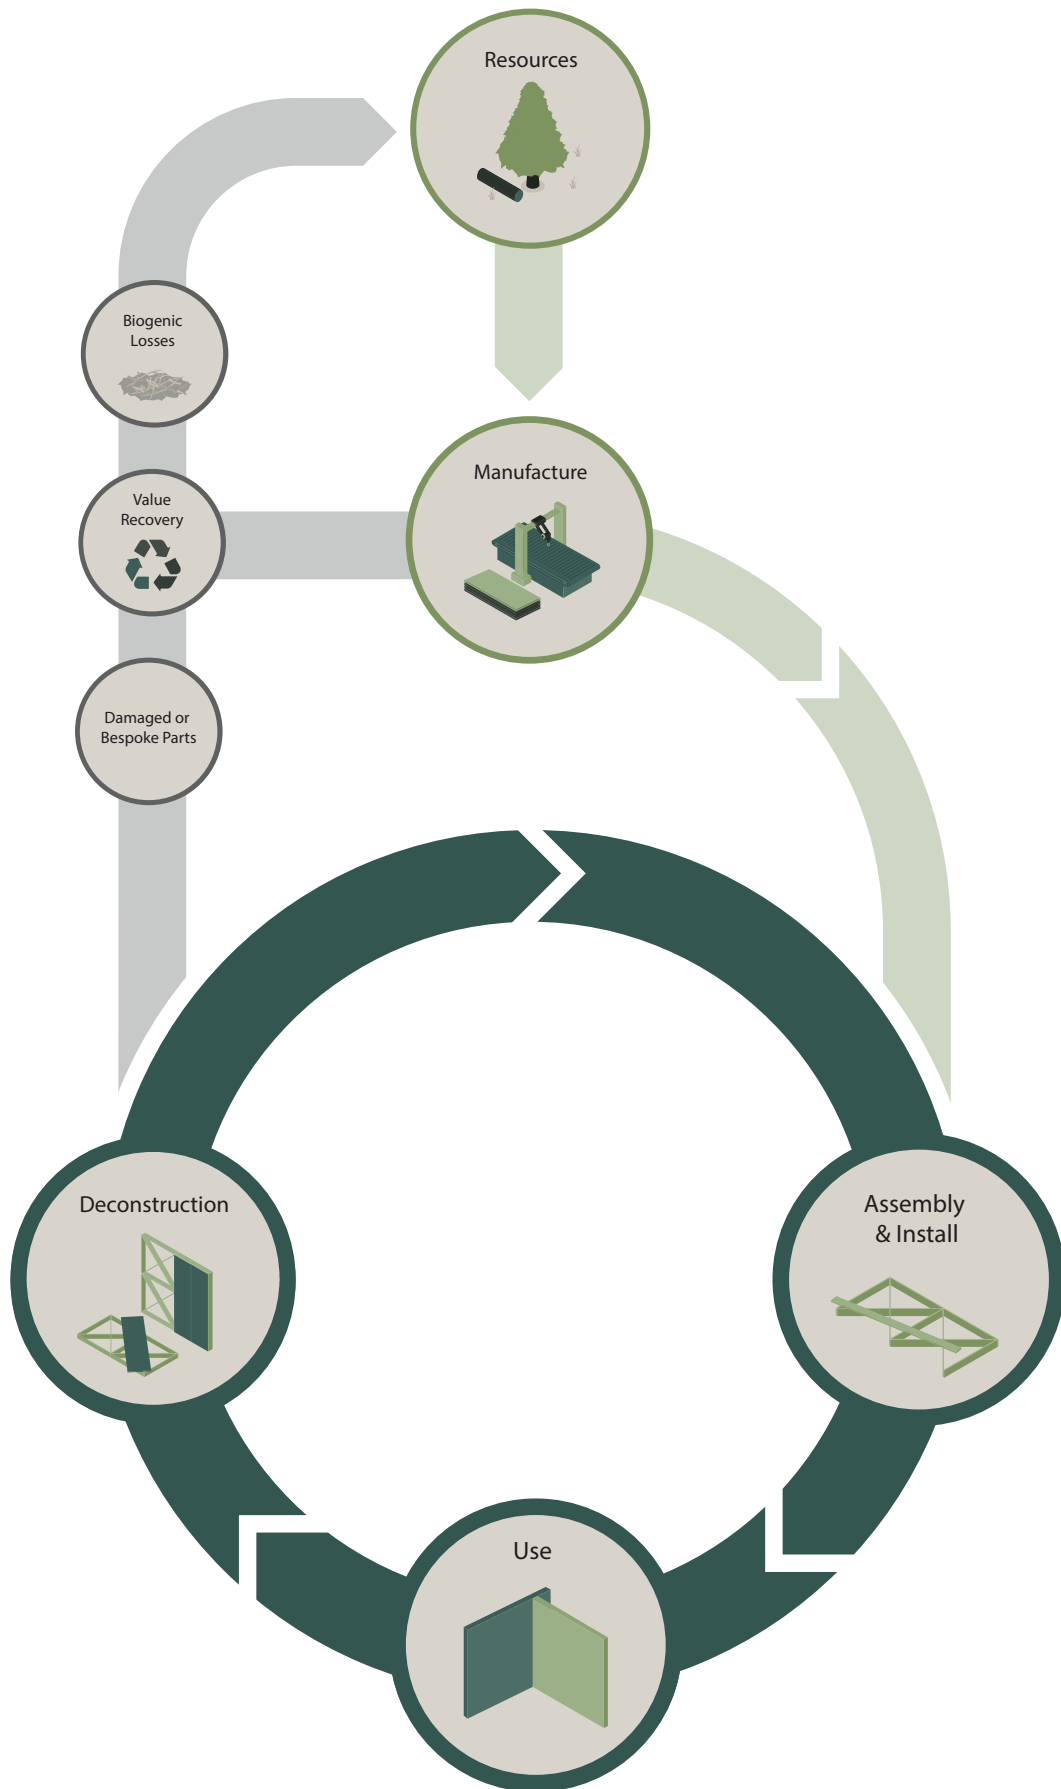 Resources
Biogenic
Losses
Manufacture
Value
Recovery
Damaged or
Bespoke Parts
Deconstruction
Assembly
& Install
Use